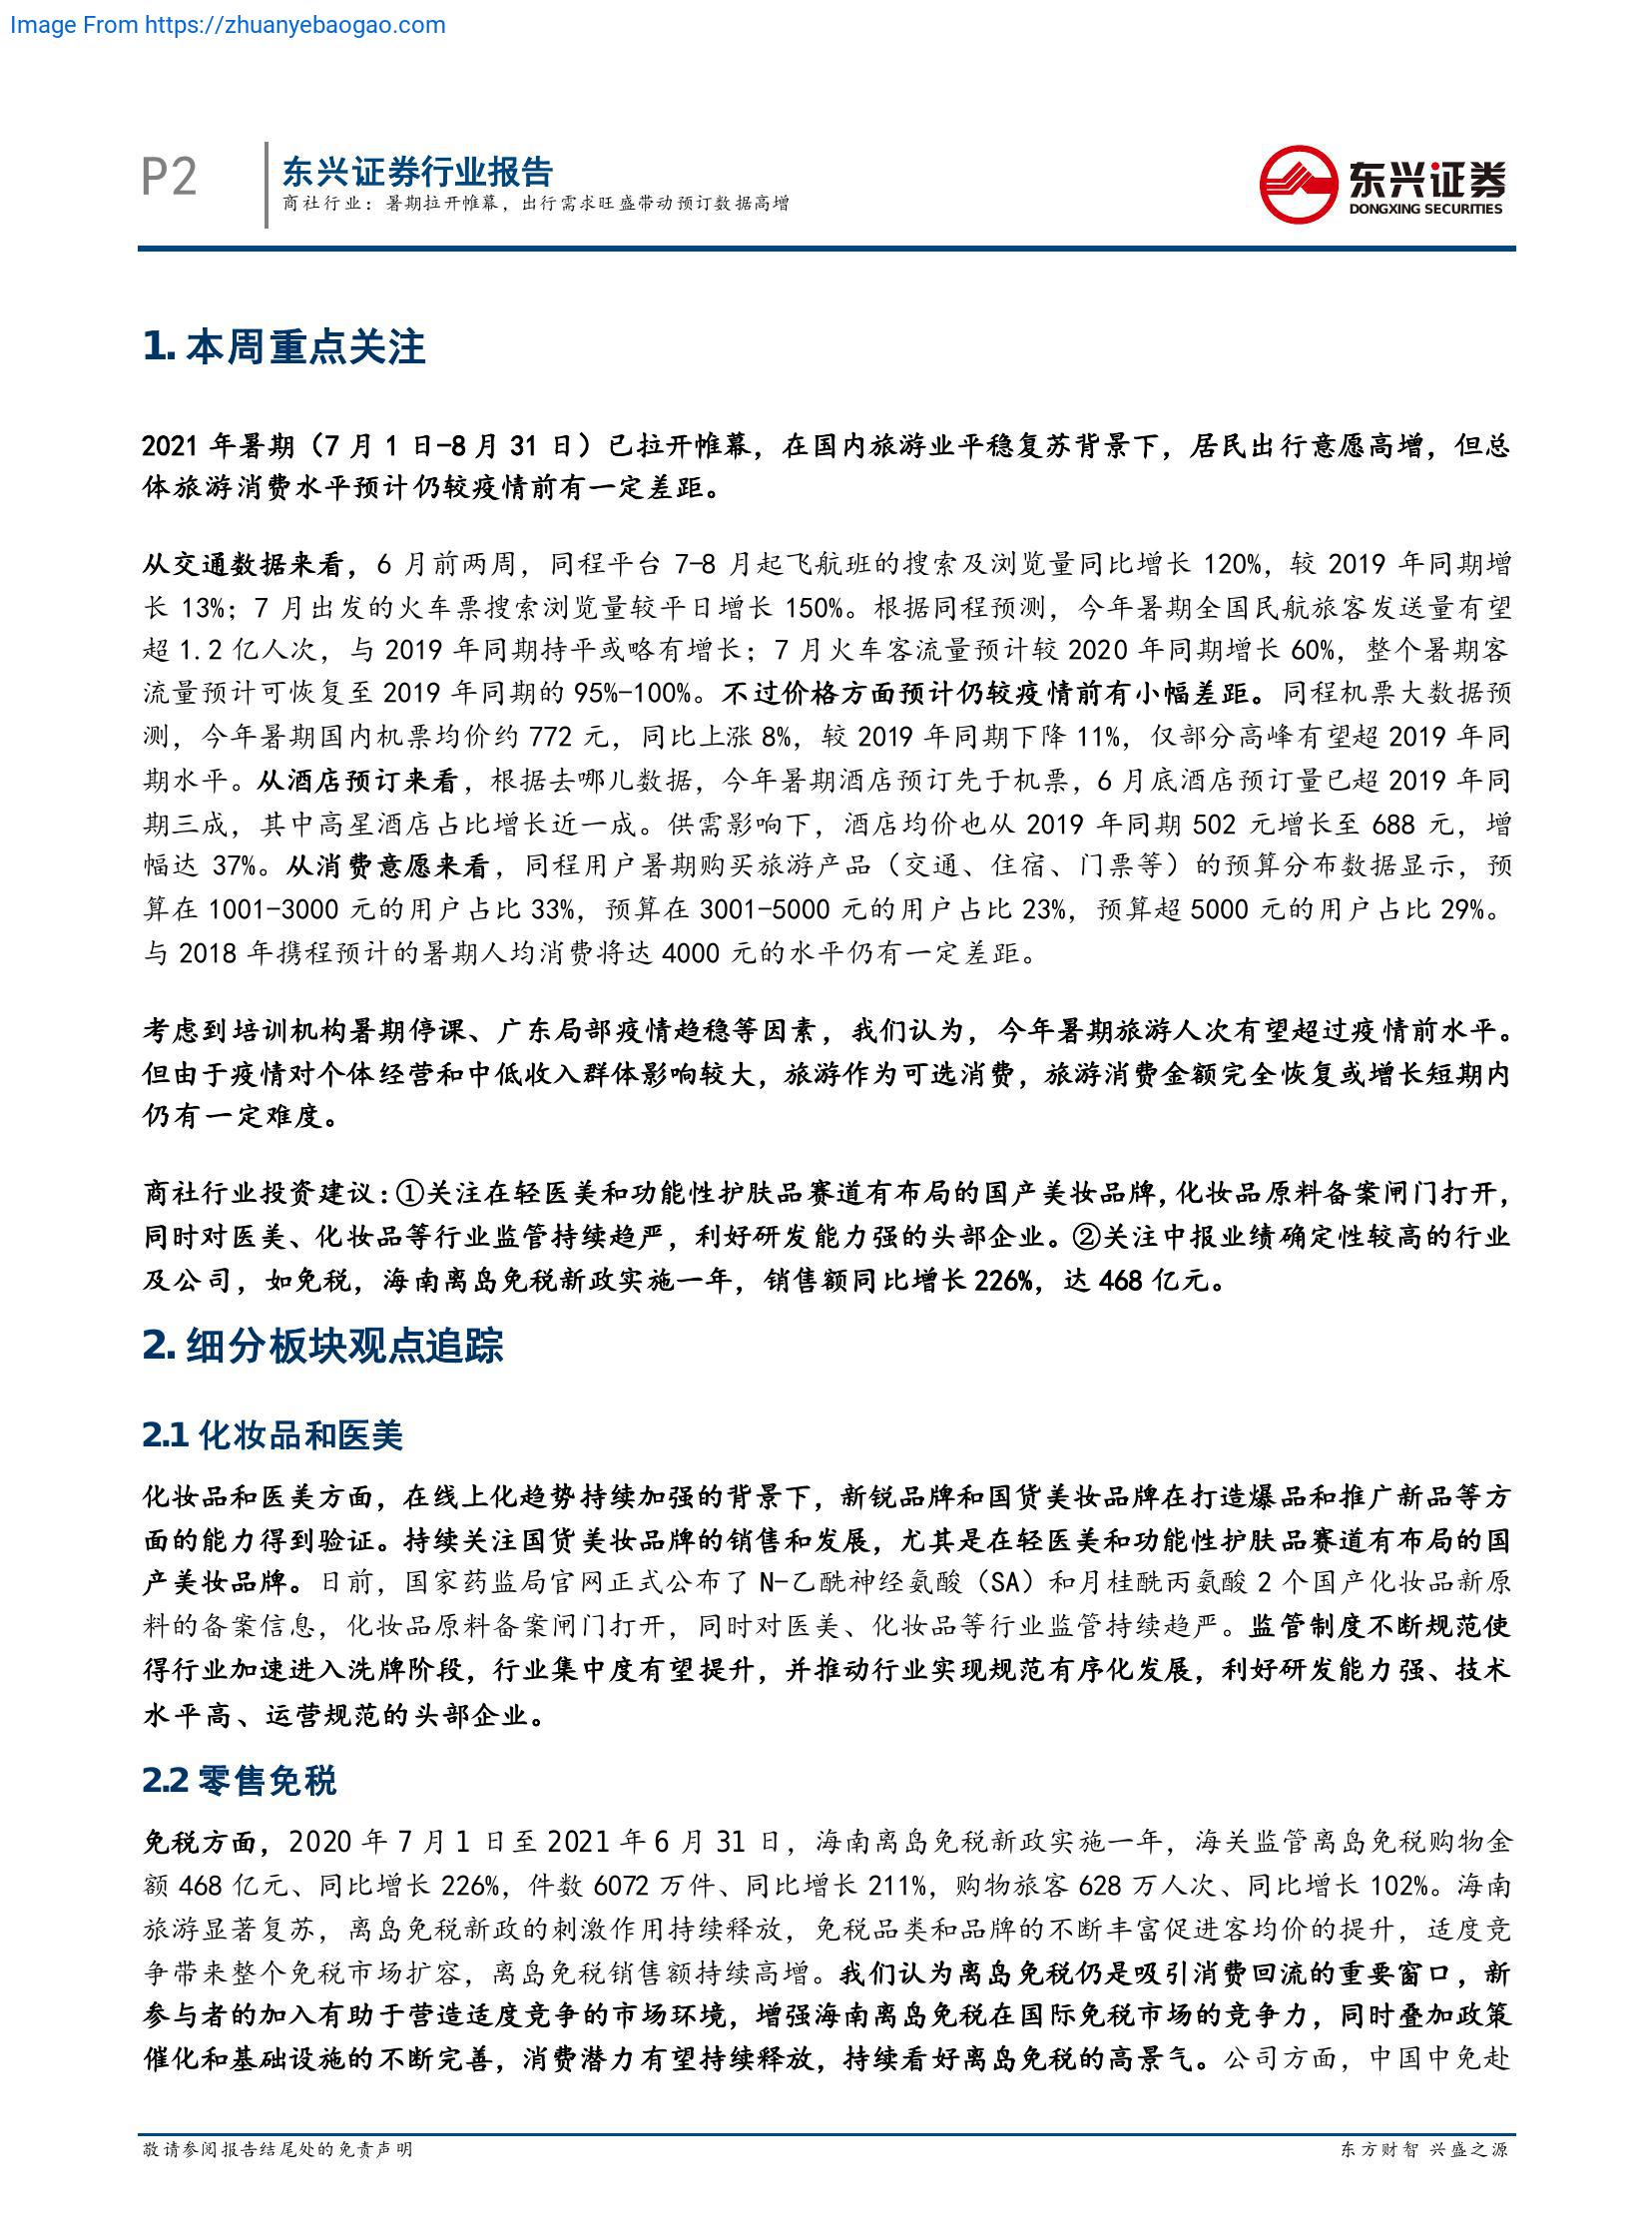 Image From https://zhuanyebaogao.com
P2
东兴证券行业报告
商社行业：暑期拉开帷幕，出行需求旺盛带动预订数据高增
东兴证券
DONGXING SECURITIES
1. 本周重点关注
2021 年暑期（7 月 1 日-8 月 31 日）已拉开帷幕，在国内旅游业平稳复苏背景下，居民出行意愿高增，但总
体旅游消费水平预计仍较疫情前有一定差距。
从交通数据来看，6 月前两周，同程平台 7-8 月起飞航班的搜索及浏览量同比增长 120%，较 2019 年同期增
长 13%；7 月出发的火车票搜索浏览量较平日增长 150%。根据同程预测，今年暑期全国民航旅客发送量有望
超 1.2 亿人次，与 2019 年同期持平或略有增长；7 月火车客流量预计较 2020 年同期增长 60%，整个暑期客
流量预计可恢复至 2019 年同期的 95%-100%。不过价格方面预计仍较疫情前有小幅差距。同程机票大数据预
测，今年暑期国内机票均价约 772 元，同比上涨 8%，较 2019 年同期下降 11%，仅部分高峰有望超 2019 年同
期水平。从酒店预订来看，根据去哪儿数据，今年暑期酒店预订先于机票，6 月底酒店预订量已超 2019 年同
期三成，其中高星酒店占比增长近一成。供需影响下，酒店均价也从 2019 年同期 502 元增长至 688 元，增
幅达 37%。从消费意愿来看，同程用户暑期购买旅游产品（交通、住宿、门票等）的预算分布数据显示，预
算在 1001-3000 元的用户占比 33%，预算在 3001-5000 元的用户占比 23%，预算超 5000 元的用户占比 29%。
与 2018 年携程预计的暑期人均消费将达 4000 元的水平仍有一定差距。
考虑到培训机构暑期停课、广东局部疫情趋稳等因素，我们认为，今年暑期旅游人次有望超过疫情前水平。
但由于疫情对个体经营和中低收入群体影响较大，旅游作为可选消费，旅游消费金额完全恢复或增长短期内
仍有一定难度。
商社行业投资建议：①关注在轻医美和功能性护肤品赛道有布局的国产美妆品牌，化妆品原料备案闸门打开，
同时对医美、化妆品等行业监管持续趋严，利好研发能力强的头部企业。②关注中报业绩确定性较高的行业
及公司，如免税，海南离岛免税新政实施一年，销售额同比增长 226%，达 468 亿元。
2. 细分板块观点追踪
2.1 化妆品和医美
化妆品和医美方面，在线上化趋势持续加强的背景下，新锐品牌和国货美妆品牌在打造爆品和推广新品等方
面的能力得到验证。持续关注国货美妆品牌的销售和发展，尤其是在轻医美和功能性护肤品赛道有布局的国
产美妆品牌。日前，国家药监局官网正式公布了 N-乙酰神经氨酸（SA）和月桂酰丙氨酸 2 个国产化妆品新原
料的备案信息，化妆品原料备案闸门打开，同时对医美、化妆品等行业监管持续趋严。监管制度不断规范使
得行业加速进入洗牌阶段，行业集中度有望提升，并推动行业实现规范有序化发展，利好研发能力强、技术
水平高、运营规范的头部企业。
2.2 零售免税
免税方面，2020 年 7 月 1 日至 2021 年 6 月 31 日，海南离岛免税新政实施一年，海关监管离岛免税购物金
额 468 亿元、同比增长 226%，件数 6072 万件、同比增长 211%，购物旅客 628 万人次、同比增长 102%。海南
旅游显著复苏，离岛免税新政的刺激作用持续释放，免税品类和品牌的不断丰富促进客均价的提升，适度竞
争带来整个免税市场扩容，离岛免税销售额持续高增。我们认为离岛免税仍是吸引消费回流的重要窗口，新
参与者的加入有助于营造适度竞争的市场环境，增强海南离岛免税在国际免税市场的竞争力，同时叠加政策
催化和基础设施的不断完善，消费潜力有望持续释放，持续看好离岛免税的高景气。公司方面，中国中免赴
敬请参阅报告结尾处的免责声明
东方财智 兴盛之源